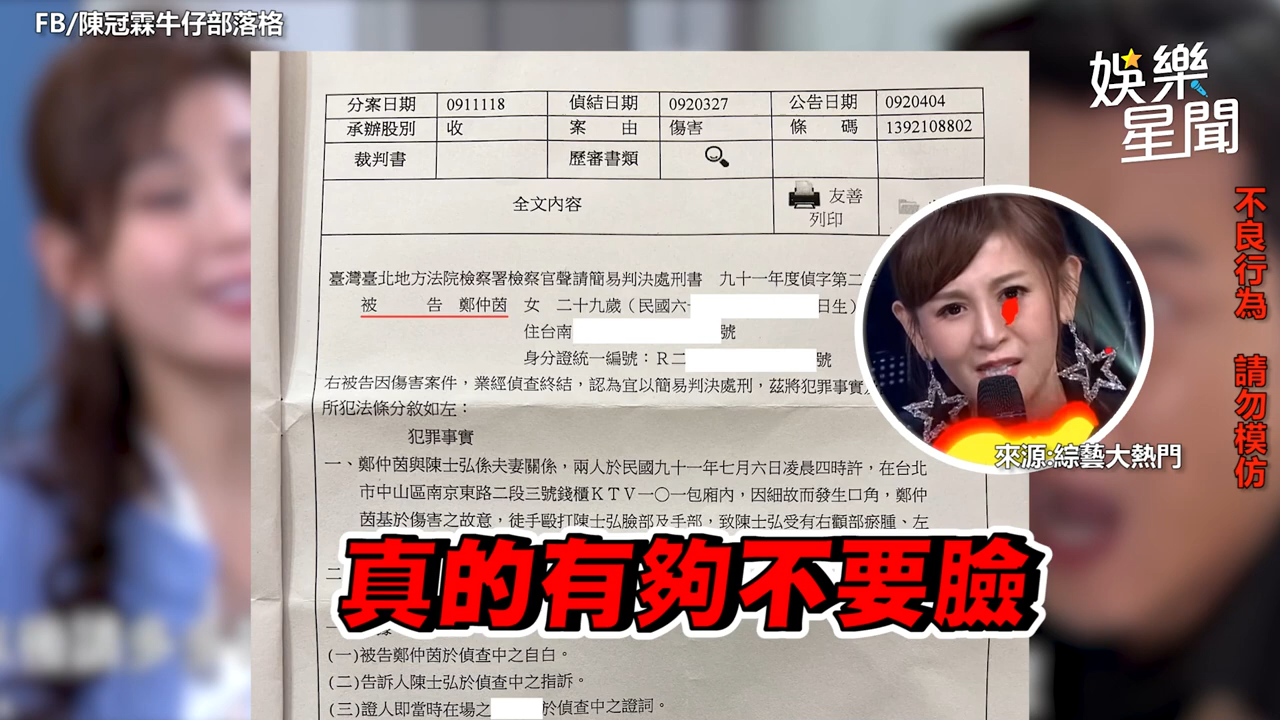 FB/陳冠霖牛仔部落格
娛樂
星聞
不良行為 請勿模仿
分案日期 0911118 偵結日期 0920327 公告日期 0920404
承辦股別 收 案 由 傷害 條 碼 1392108802
裁判書 歷審書類
全文內容 友善
列印
臺灣臺北地方法院檢察署檢察官聲請簡易判決處刑書 九十一年度偵字第二
被 告 鄭仲茵 女 二十九歲（民國六 日生）
住台南 號
身分證統一編號：Ｒ二 號
右被告因傷害案件，業經偵查終結，認為宜以簡易判決處刑，茲將犯罪事實
所犯法條分敘如左：
犯罪事實
一、鄭仲茵與陳士弘係夫妻關係，兩人於民國九十一年七月六日凌晨四時許，在台北
市中山區南京東路二段三號錢櫃ＫＴＶ一○一包廂內，因細故而發生口角，鄭仲
茵基於傷害之故意，徒手毆打陳士弘臉部及手部，致陳士弘受有右顴部瘀腫、左
來源:綜藝大熱門
真的有夠不要臉
二
(一)被告鄭仲茵於偵查中之自白。
(二)告訴人陳士弘於偵查中之指訴。
(三)證人即當時在場之 於偵查中之證詞。